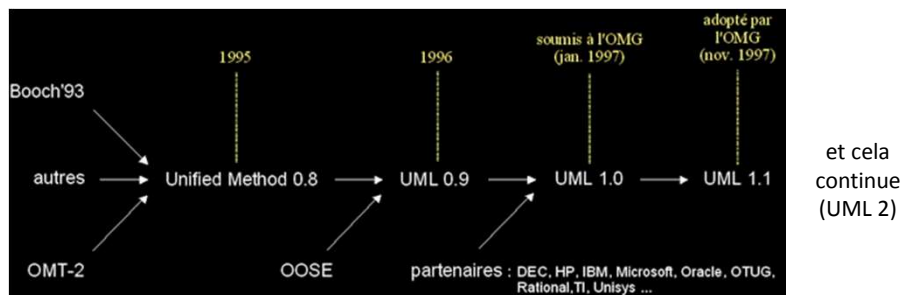 adopté par
l'OMG
(nov. 1997)
soumis à l'OMG
(jan. 1997)
1995
1996
Booch'93
autres
Unified Method 0.8
UML 0.9
UML 1.0
UML 1.1
et cela
continue
(UML 2)
OMT-2
OOSE
partenaires : DEC, HP, IBM, Microsoft, Oracle, OTUG,
Rational,TI, Unisys ...